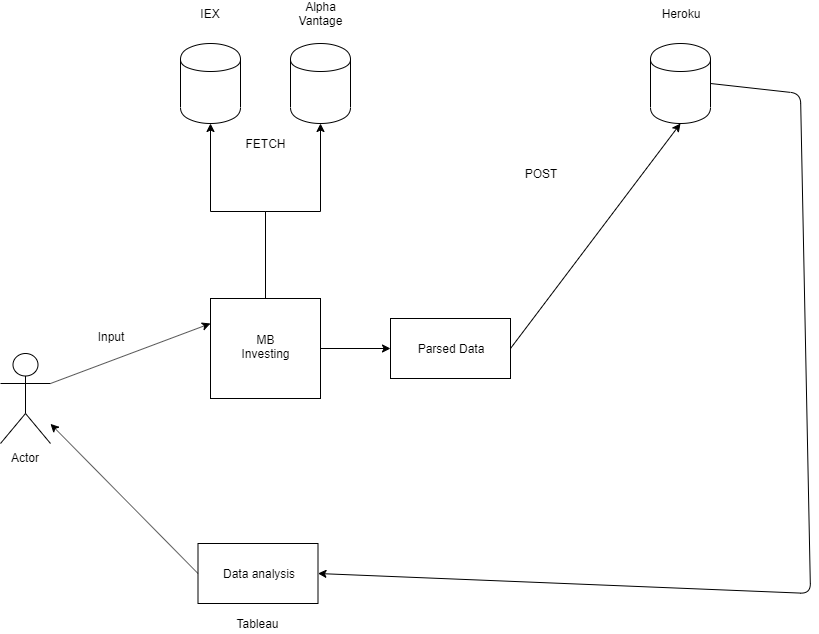 IEX
Alpha
Vantage
Heroku
FETCH
POST
Input
MB
Investing
Parsed Data
Actor
Data analysis
Tableau